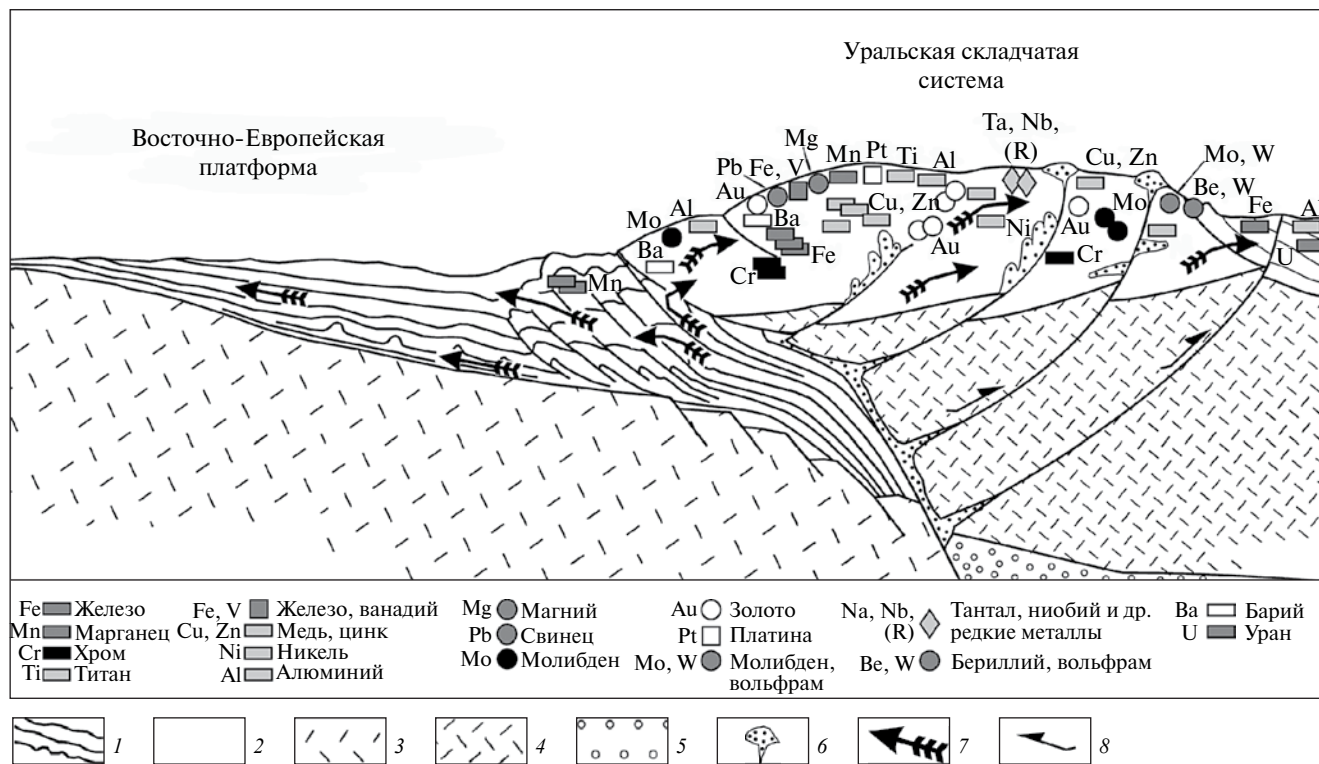 Уральская складчатая
система
Восточно-Европейская
платформа
Ta, Nb,
(R)
Mg
Mn
Pt
Ti
Al
Cu, Zn
Mo, W
Pb
Fe, V
Be, W
Au
Mo
Al
Ba
Cu, Zn
Mo
Fe
Al
Ba
Fe
Au
Ni
Au
U
Cr
Cr
Mn
Fe Железо
Mn Марганец
Cr Хром
Ti Титан
Fe, V Железо, ванадий
Cu, Zn Медь, цинк
Ni Никель
Al Алюминий
Mg Магний
Pb Свинец
Mo Молибден
Au Золото
Pt Платина
Mo, W Молибден,
вольфрам
Na, Nb,
(R)
Тантал, ниобий и др.
редкие металлы
Be, W Бериллий, вольфрам
Ba Барий
U Уран
1 2 3 4 5 6 7 8